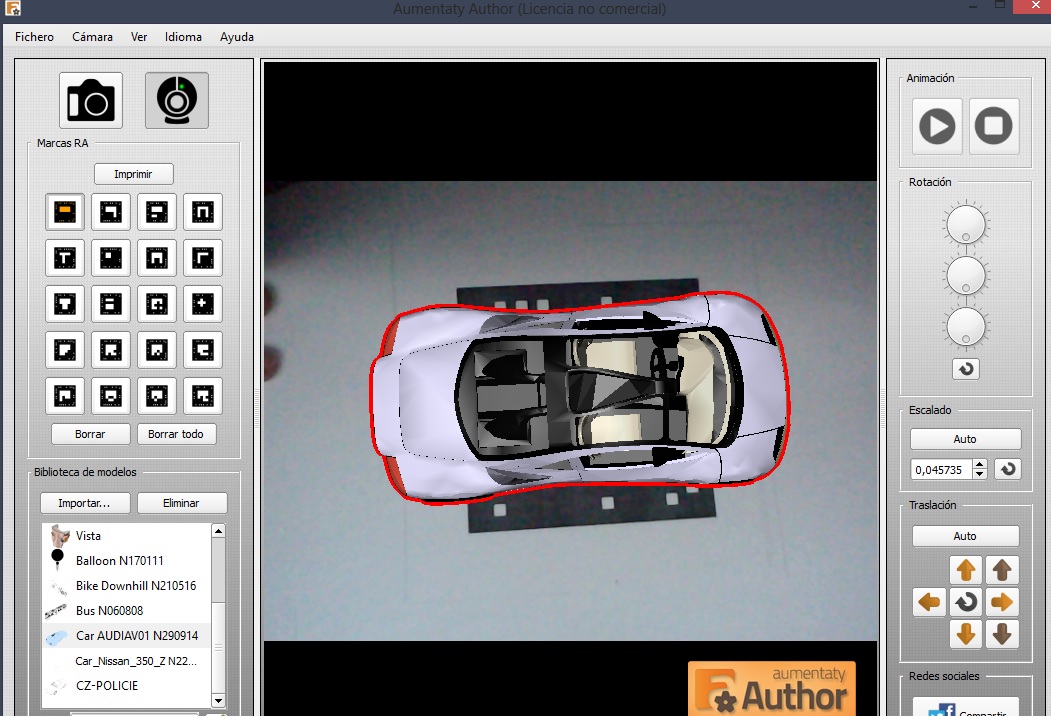 Aumentaty Author (Licencia no comercial)
Fichero Cámara Ver Idioma Ayuda
Marcas RA
Imprimir
Borrar Borrar todo
Biblioteca de modelos
Importar... Eliminar
Vista
Balloon N170111
Bike Downhill N210516
Bus N060808
Car AUDIAV01 N290914
Car_Nissan_350_Z N22...
CZ-POLICIE
aumentaty
Author
Animación
Rotación
Escalado
Auto
0,045735
Traslación
Auto
Redes sociales
Compartir